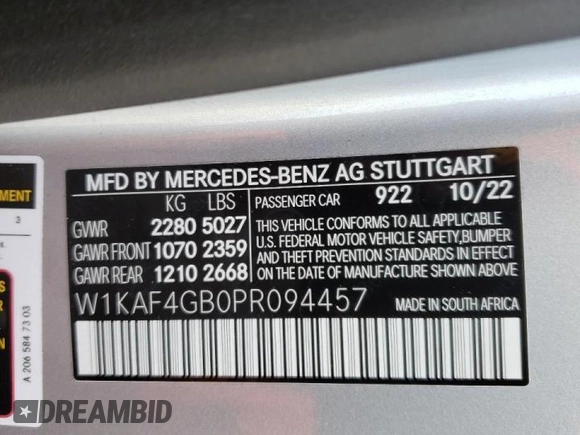 MFD BY MERCEDES-BENZ AG STUTTGART
KG LBS
GVWR 2280 5027
GAWR FRONT 1070 2359
GAWR REAR 1210 2668
PASSENGER CAR 922 10/22
THIS VEHICLE CONFORMS TO ALL APPLICABLE
U.S. FEDERAL MOTOR VEHICLE SAFETY,BUMPER
AND THEFT PREVENTION STANDARDS IN EFFECT
ON THE DATE OF MANUFACTURE SHOWN ABOVE.
W1KAF4GB0PR094457 MADE IN SOUTH AFRICA
3
A 206 584 73 03
DREAMBID